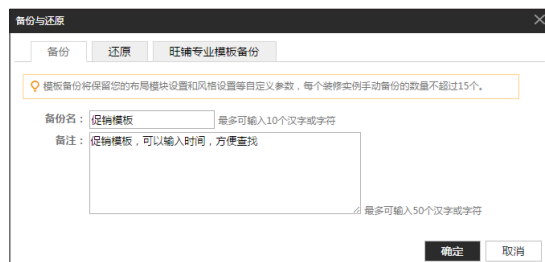 备份与还原
备份 还原 旺铺专业模板备份
模板备份将保留您的布局模块设置和风格设置等自定义参数，每个装修实例手动备份的数量不超过15个。
备份名： 促销模板 最多可输入10个汉字或字符
备注： 促销模板，可以输入时间，方便查找
最多可输入50个汉字或字符
确定 取消